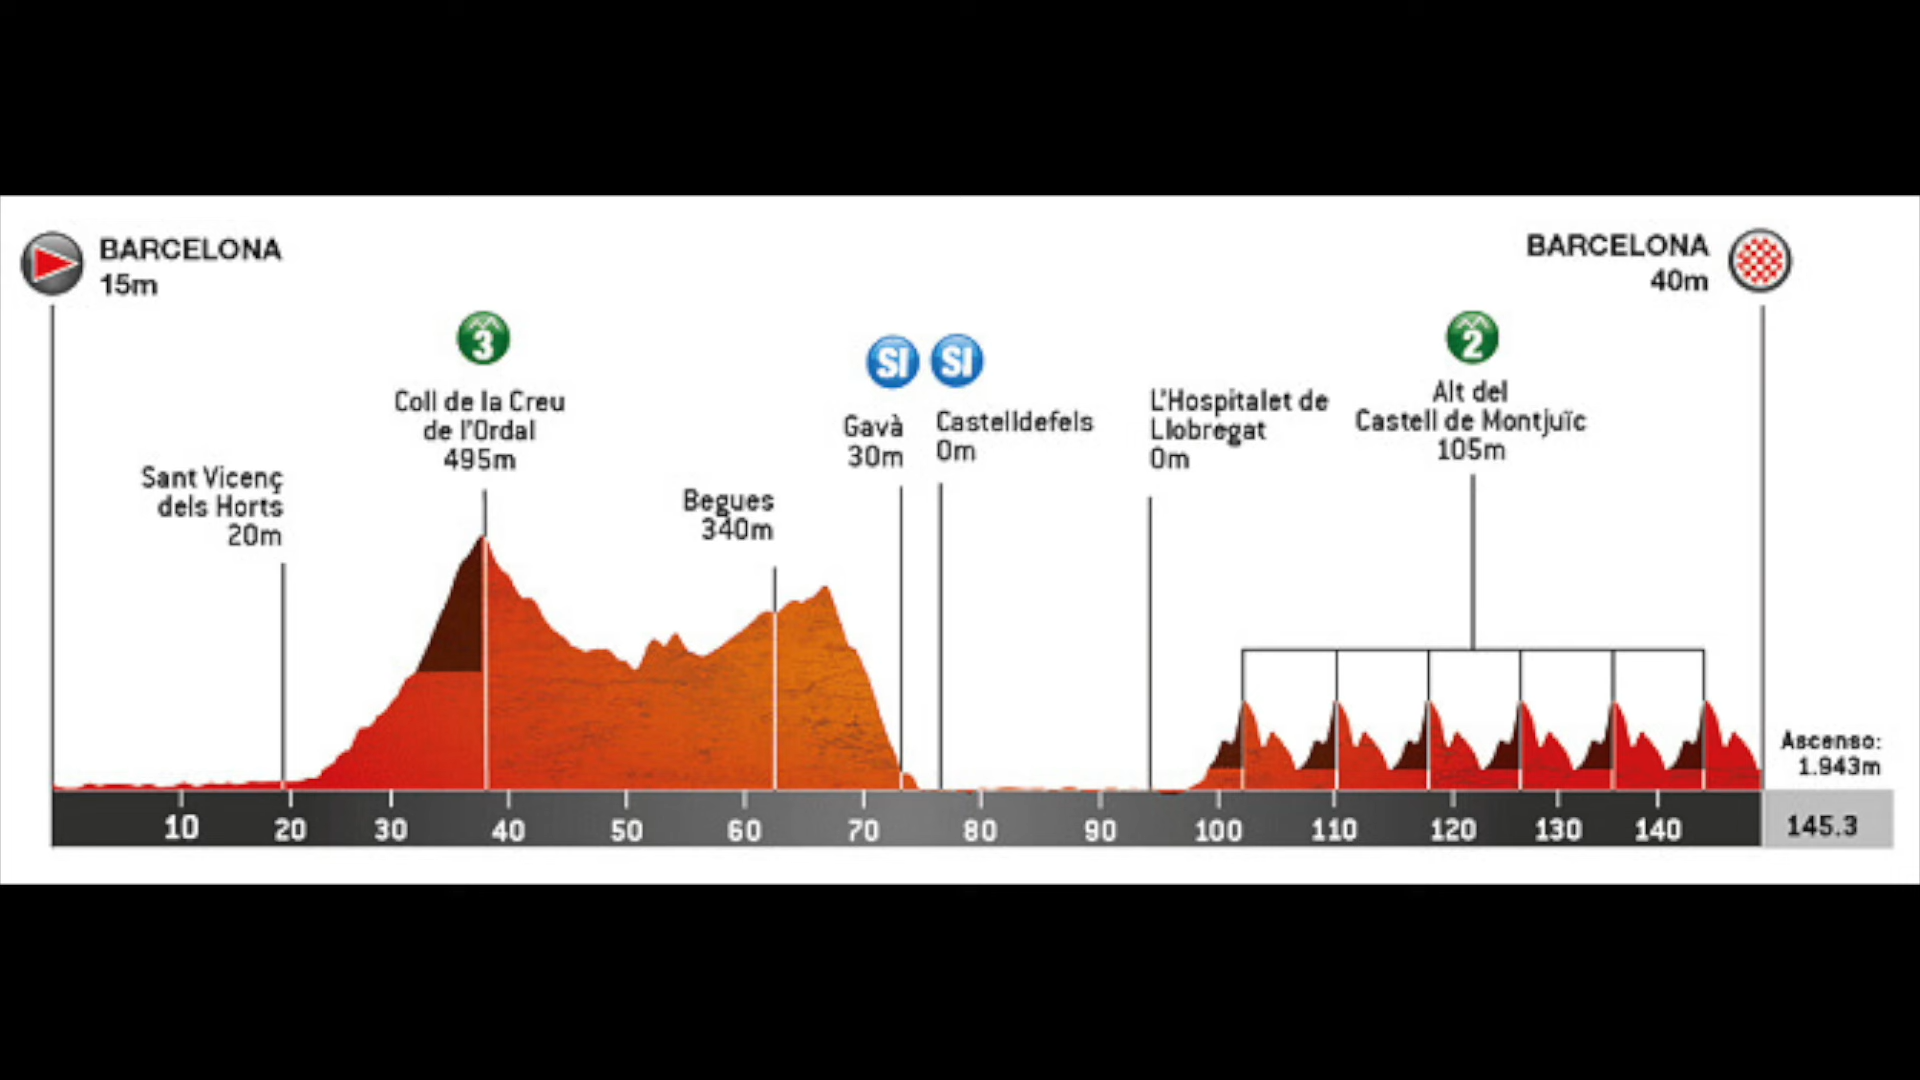 BARCELONA
15m
BARCELONA
40m
3
Coll de la Creu
de l'Ordal
495m
Sant Vicenç
dels Horts
20m
Begues
340m
SI
Gavà
30m
SI
Castelldefels
0m
L'Hospitalet de
Llobregat
0m
2
Alt del
Castell de Montjuïc
105m
Ascenso:
1.943m
10 20 30 40 50 60 70 80 90 100 110 120 130 140 145.3